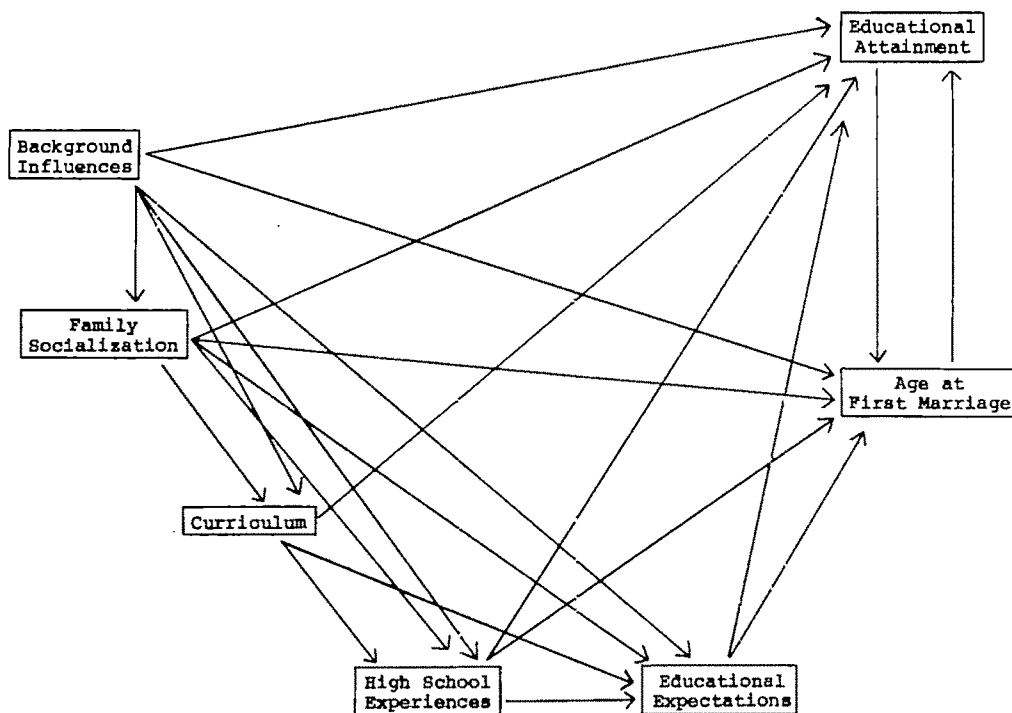 Educational
Attainment
Background
Influences
Family
Socialization
Age at
First Marriage
Curriculum
High School
Experiences
Educational
Expectations